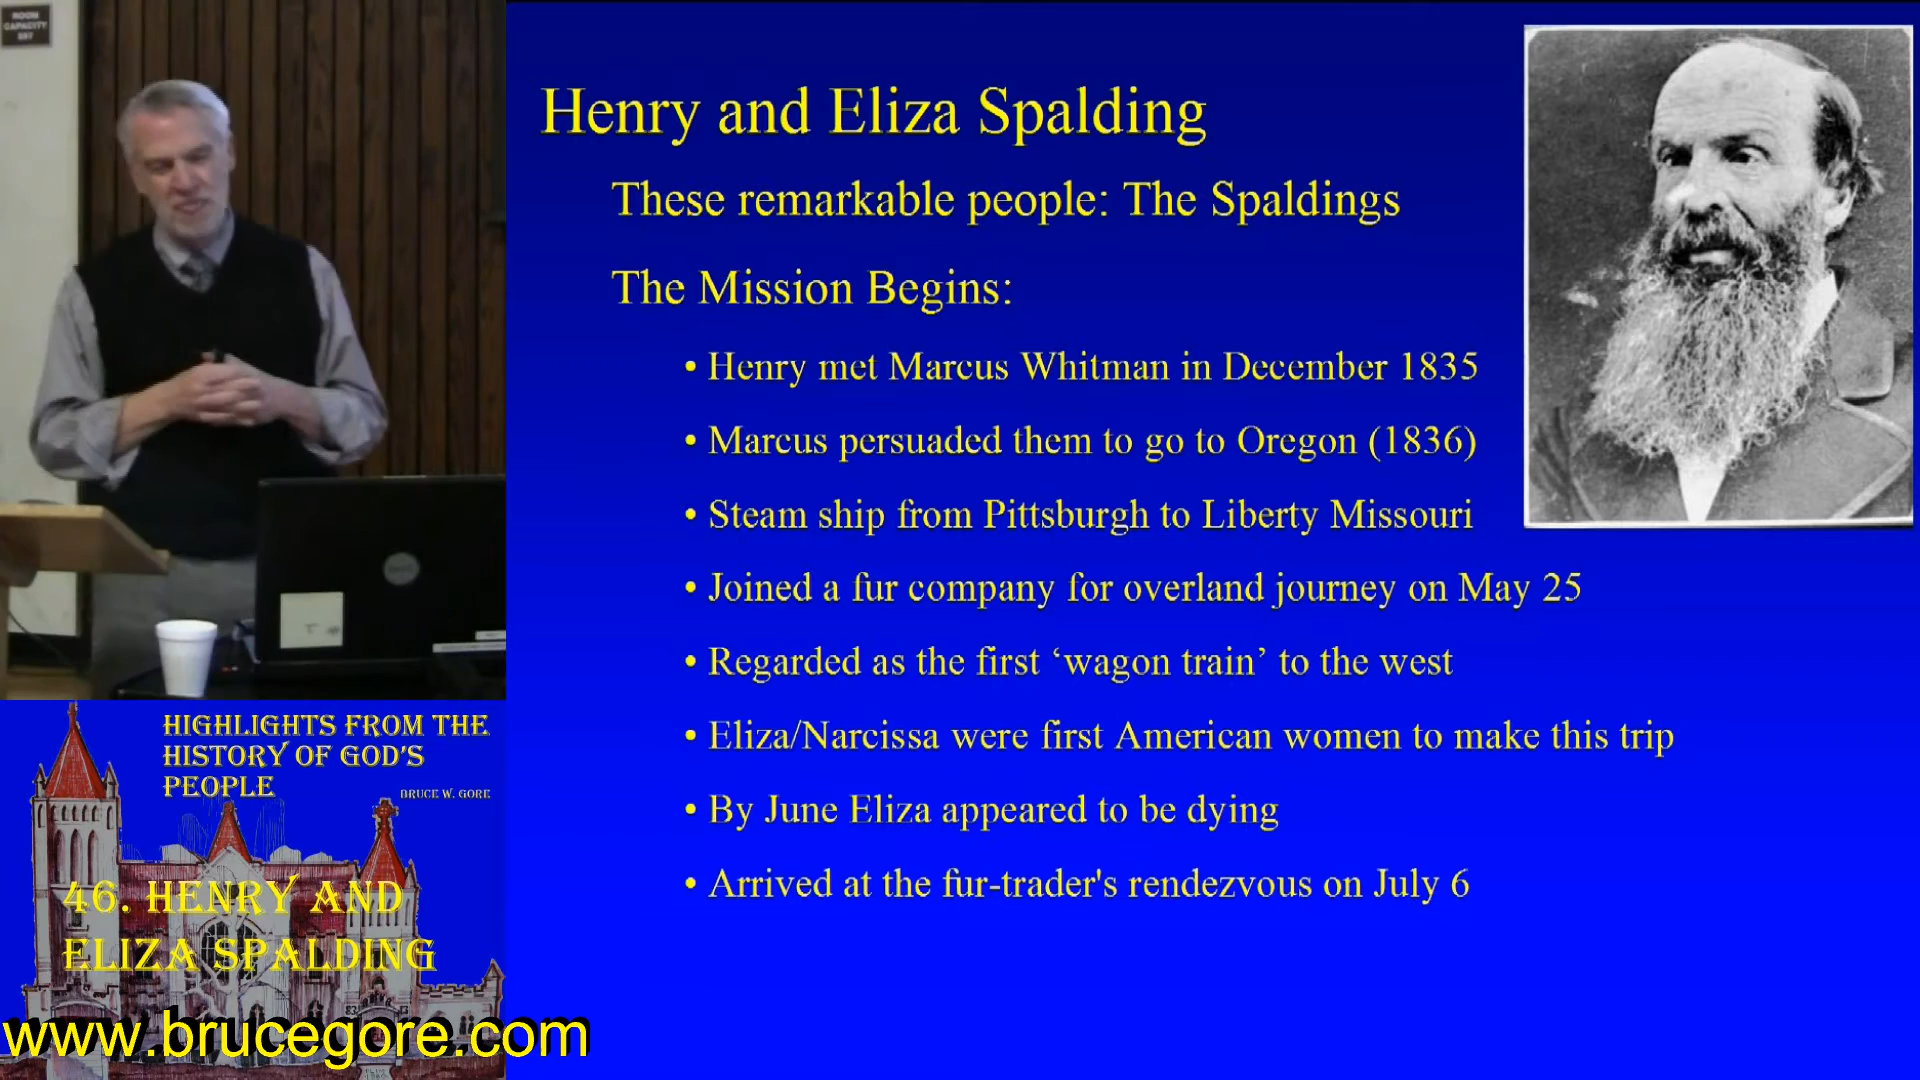 ROOM
CAPACITY
Henry and Eliza Spalding
These remarkable people: The Spaldings
The Mission Begins:
• Henry met Marcus Whitman in December 1835
• Marcus persuaded them to go to Oregon (1836)
• Steam ship from Pittsburgh to Liberty Missouri
• Joined a fur company for overland journey on May 25
• Regarded as the first ‘wagon train’ to the west
• Eliza/Narcissa were first American women to make this trip
• By June Eliza appeared to be dying
• Arrived at the fur-trader's rendezvous on July 6
HIGHLIGHTS FROM THE
HISTORY OF GOD'S
PEOPLE
BRUCE W. GORE
46. HENRY AND
ELIZA SPALDING
www.brucegore.com